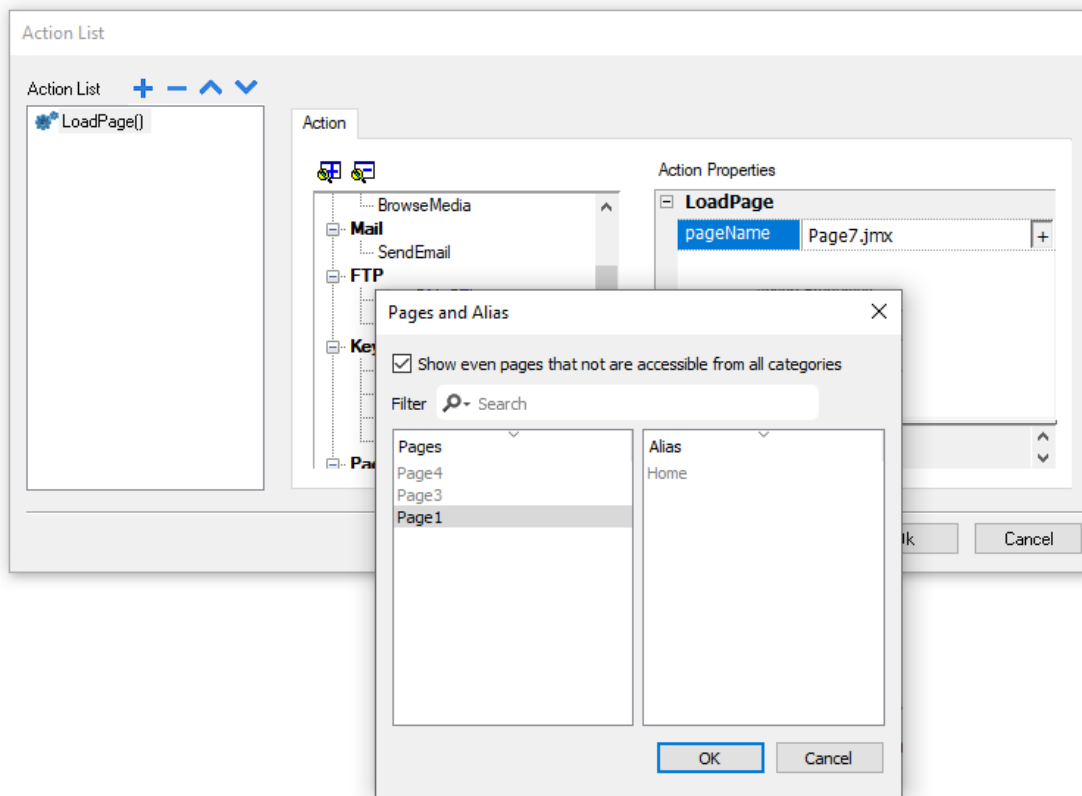 Action List
Action List
LoadPage()
Action
Action Properties
BrowseMedia
Mail
SendEmail
FTP
LoadPage
pageName Page7.jmx
Pages and Alias
Show even pages that not are accessible from all categories
Filter Search
Pages
Page4
Page3
Page1
Alias
Home
OK Cancel
Cancel